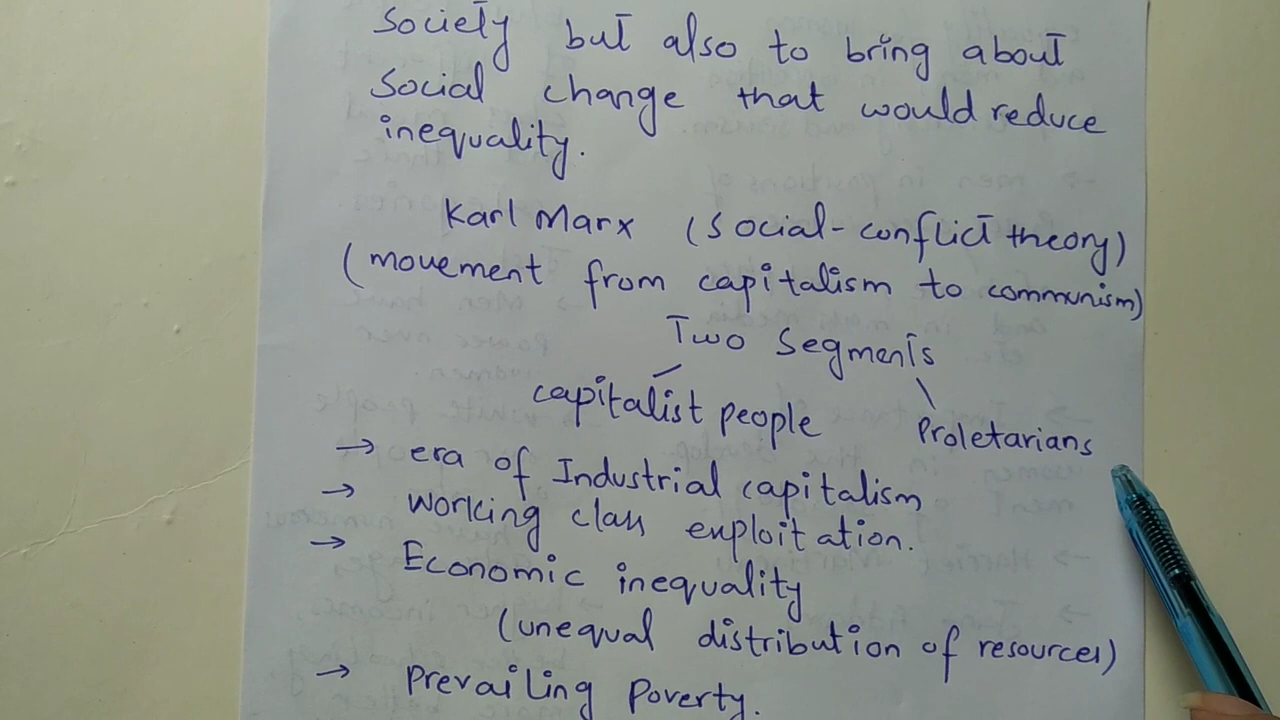 society but also to bring about
social change that would reduce
inequality.
Karl Marx (social-conflict theory)
(movement from capitalism to communism)
Two segments
capitalist people
Proletarians
→ era of Industrial capitalism
→ working class exploitation.
→ Economic inequality
(unequal distribution of resources)
→ Prevailing poverty.